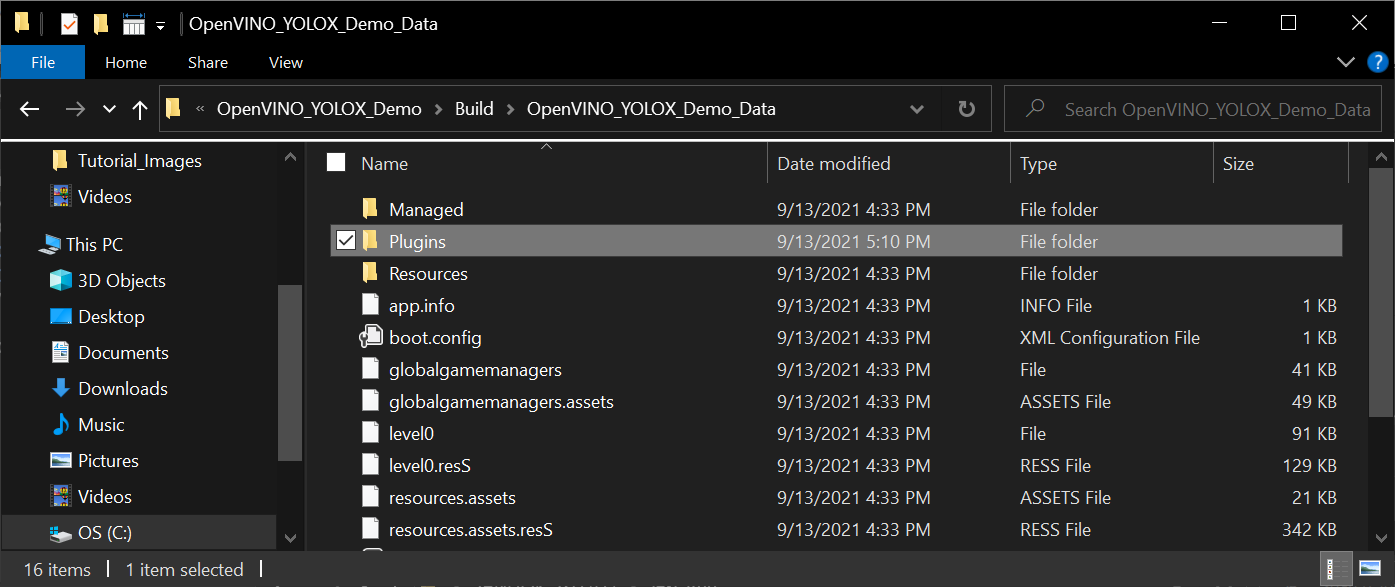 OpenVINO_YOLOX_Demo_Data
File Home Share View
« OpenVINO_YOLOX_Demo > Build > OpenVINO_YOLOX_Demo_Data
Search OpenVINO_YOLOX_Demo_Data
Tutorial_Images
Videos
This PC
3D Objects
Desktop
Documents
Downloads
Music
Pictures
Videos
OS (C:)
Name Date modified Type Size
Managed 9/13/2021 4:33 PM File folder
Plugins 9/13/2021 5:10 PM File folder
Resources 9/13/2021 4:33 PM File folder
app.info 9/13/2021 4:33 PM INFO File 1 KB
boot.config 9/13/2021 4:33 PM XML Configuration File 1 KB
globalgamemanagers 9/13/2021 4:33 PM File 41 KB
globalgamemanagers.assets 9/13/2021 4:33 PM ASSETS File 49 KB
level0 9/13/2021 4:33 PM File 91 KB
level0.resS 9/13/2021 4:33 PM RESS File 129 KB
resources.assets 9/13/2021 4:33 PM ASSETS File 21 KB
resources.assets.resS 9/13/2021 4:33 PM RESS File 342 KB
16 items 1 item selected